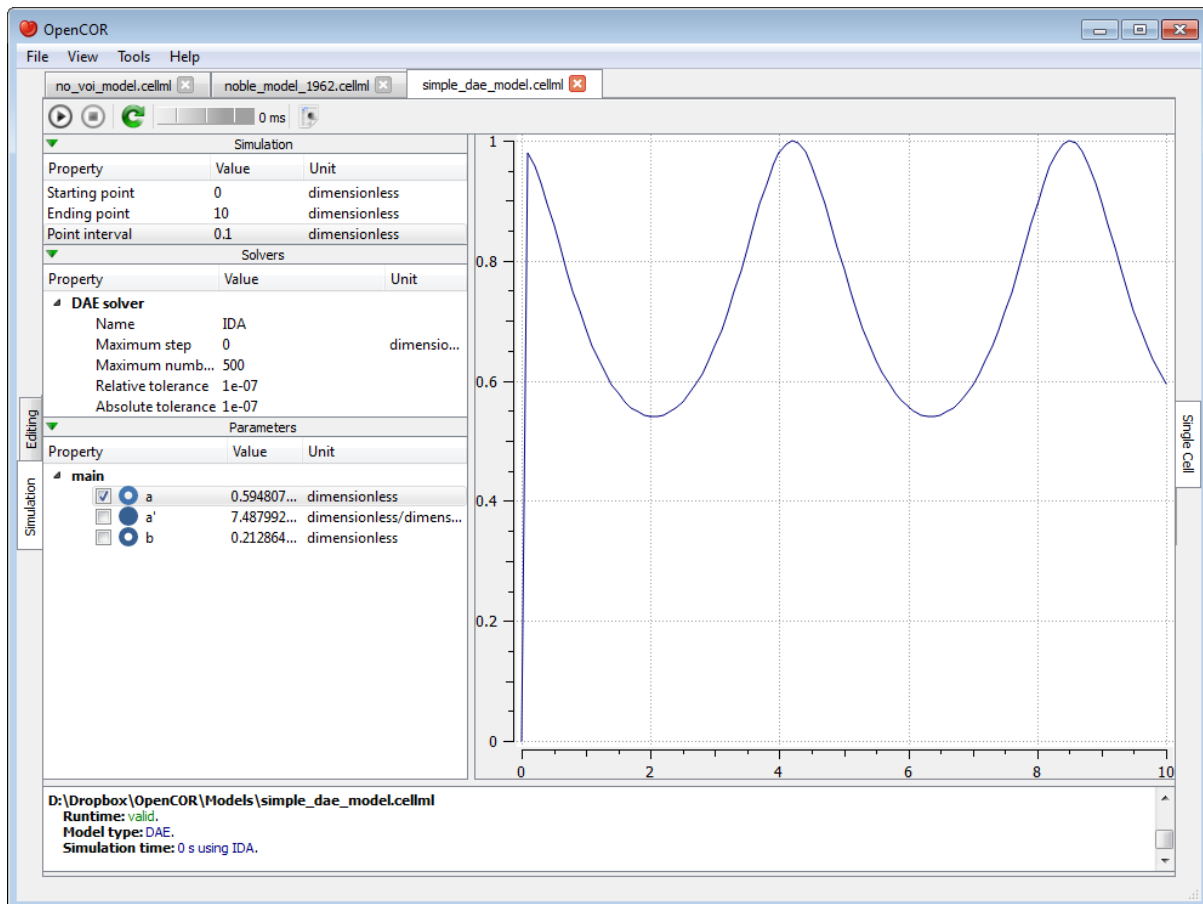 OpenCOR
File View Tools Help
no_voi_model.cellml noble_model_1962.cellml simple_dae_model.cellml
0 ms
Simulation
Property Value Unit
Starting point 0 dimensionless
Ending point 10 dimensionless
Point interval 0.1 dimensionless
Solvers
Property Value Unit
DAE solver
Name IDA
Maximum step 0 dimensio...
Maximum numb... 500
Relative tolerance 1e-07
Absolute tolerance 1e-07
Parameters
Property Value Unit
main
a 0.594807... dimensionless
a' 7.487992... dimensionless/dimens...
b 0.212864... dimensionless
Editing
Simulation
1
0.8
0.6
0.4
0.2
0
0 2 4 6 8 10
Single Cell
D:\Dropbox\OpenCOR\Models\simple_dae_model.cellml
Runtime: valid.
Model type: DAE.
Simulation time: 0 s using IDA.